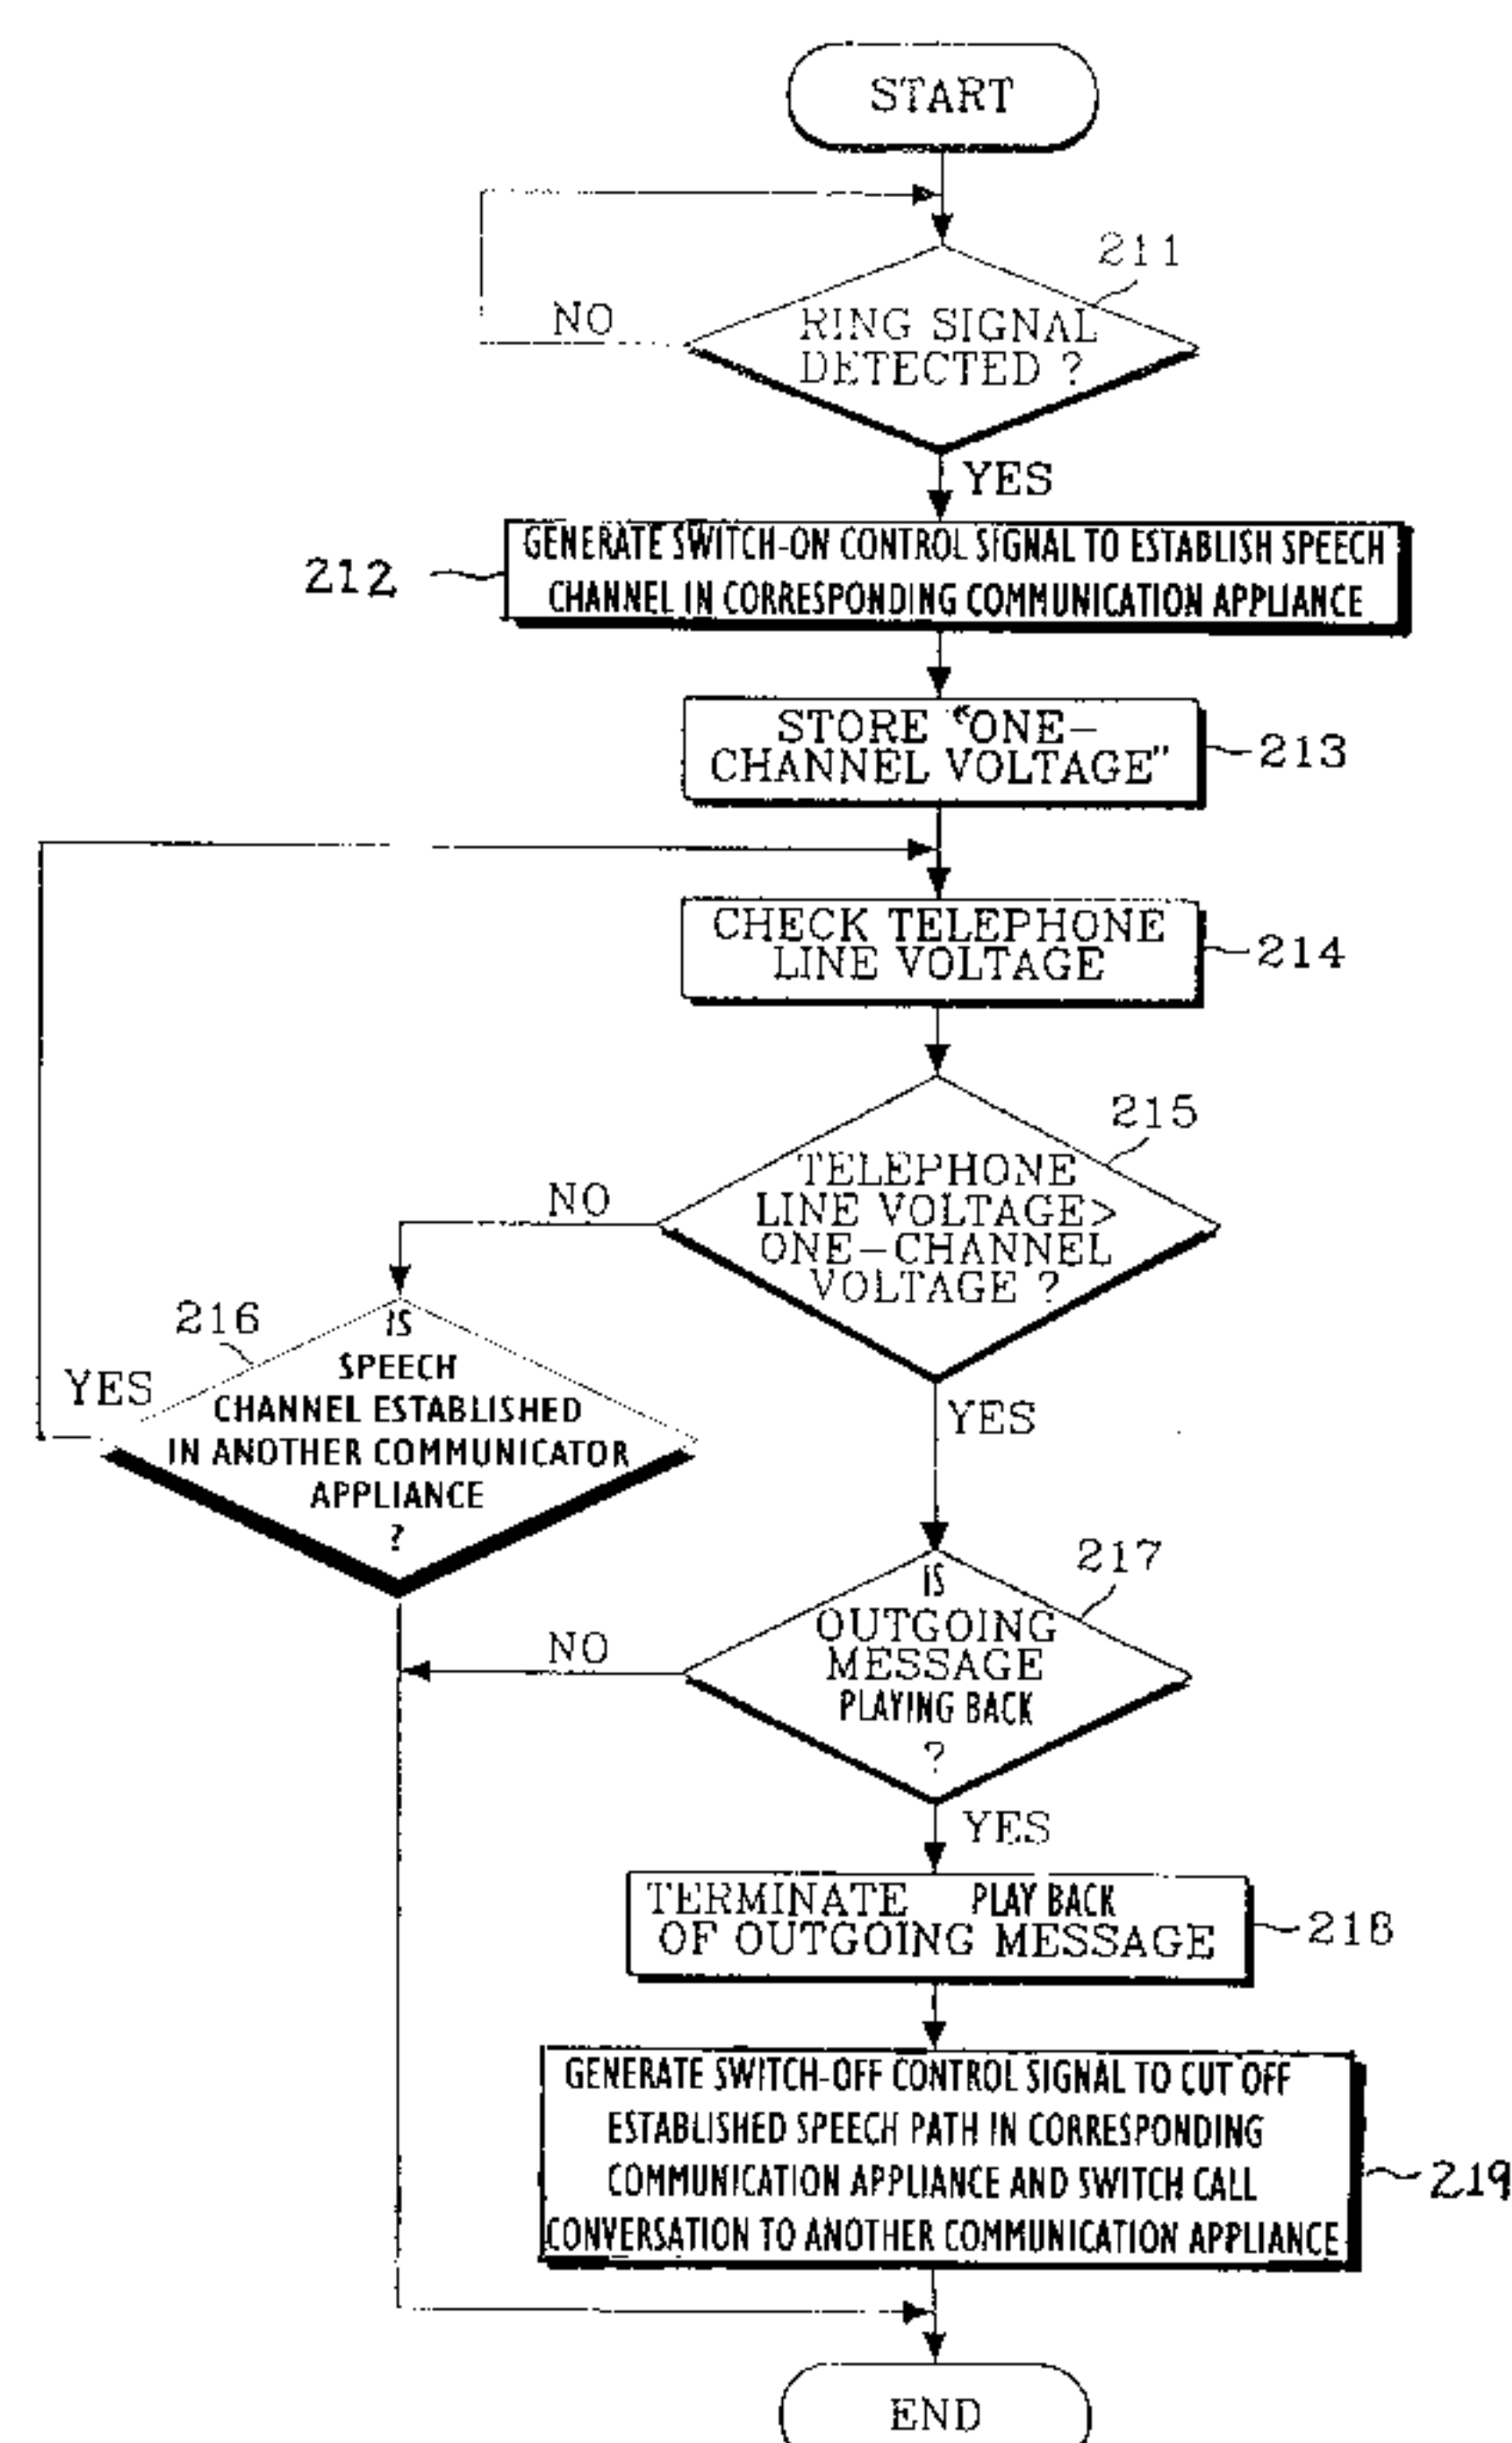 START
211
NO
RING SIGNAL
DETECTED ?
YES
212
GENERATE SWITCH-ON CONTROL SIGNAL TO ESTABLISH SPEECH
CHANNEL IN CORRESPONDING COMMUNICATION APPLIANCE
STORE “ONE-
CHANNEL VOLTAGE”
213
CHECK TELEPHONE
LINE VOLTAGE
214
215
NO
TELEPHONE
LINE VOLTAGE>
ONE-CHANNEL
VOLTAGE ?
216
YES
IS
SPEECH
CHANNEL ESTABLISHED
IN ANOTHER COMMUNICATOR
APPLIANCE
?
YES
217
NO
IS
OUTGOING
MESSAGE
PLAYING BACK
?
YES
TERMINATE PLAY BACK
OF OUTGOING MESSAGE
218
GENERATE SWITCH-OFF CONTROL SIGNAL TO CUT OFF
ESTABLISHED SPEECH PATH IN CORRESPONDING
COMMUNICATION APPLIANCE AND SWITCH CALL
CONVERSATION TO ANOTHER COMMUNICATION APPLIANCE
219
END